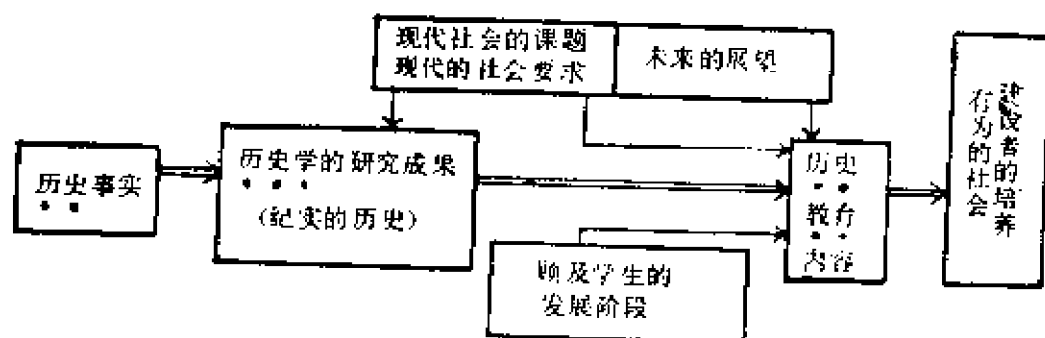 现代社会的课题
现代的社会要求
未来的展望
历史事实
历史学的研究成果
(纪实的历史)
历史
教育
内容
顾及学生的
发展阶段
有为的社会
建设者的培养